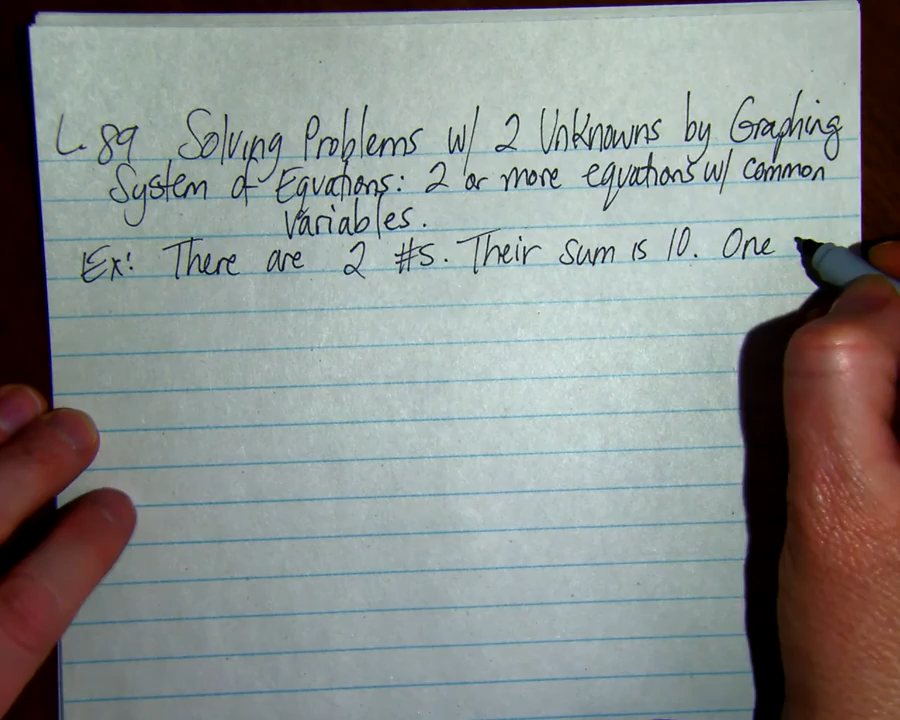 L.89 Solving Problems w/ 2 Unknowns by Graphing
System of Equations: 2 or more equations w/ common
variables.
Ex: There are 2 #s. Their sum is 10. One